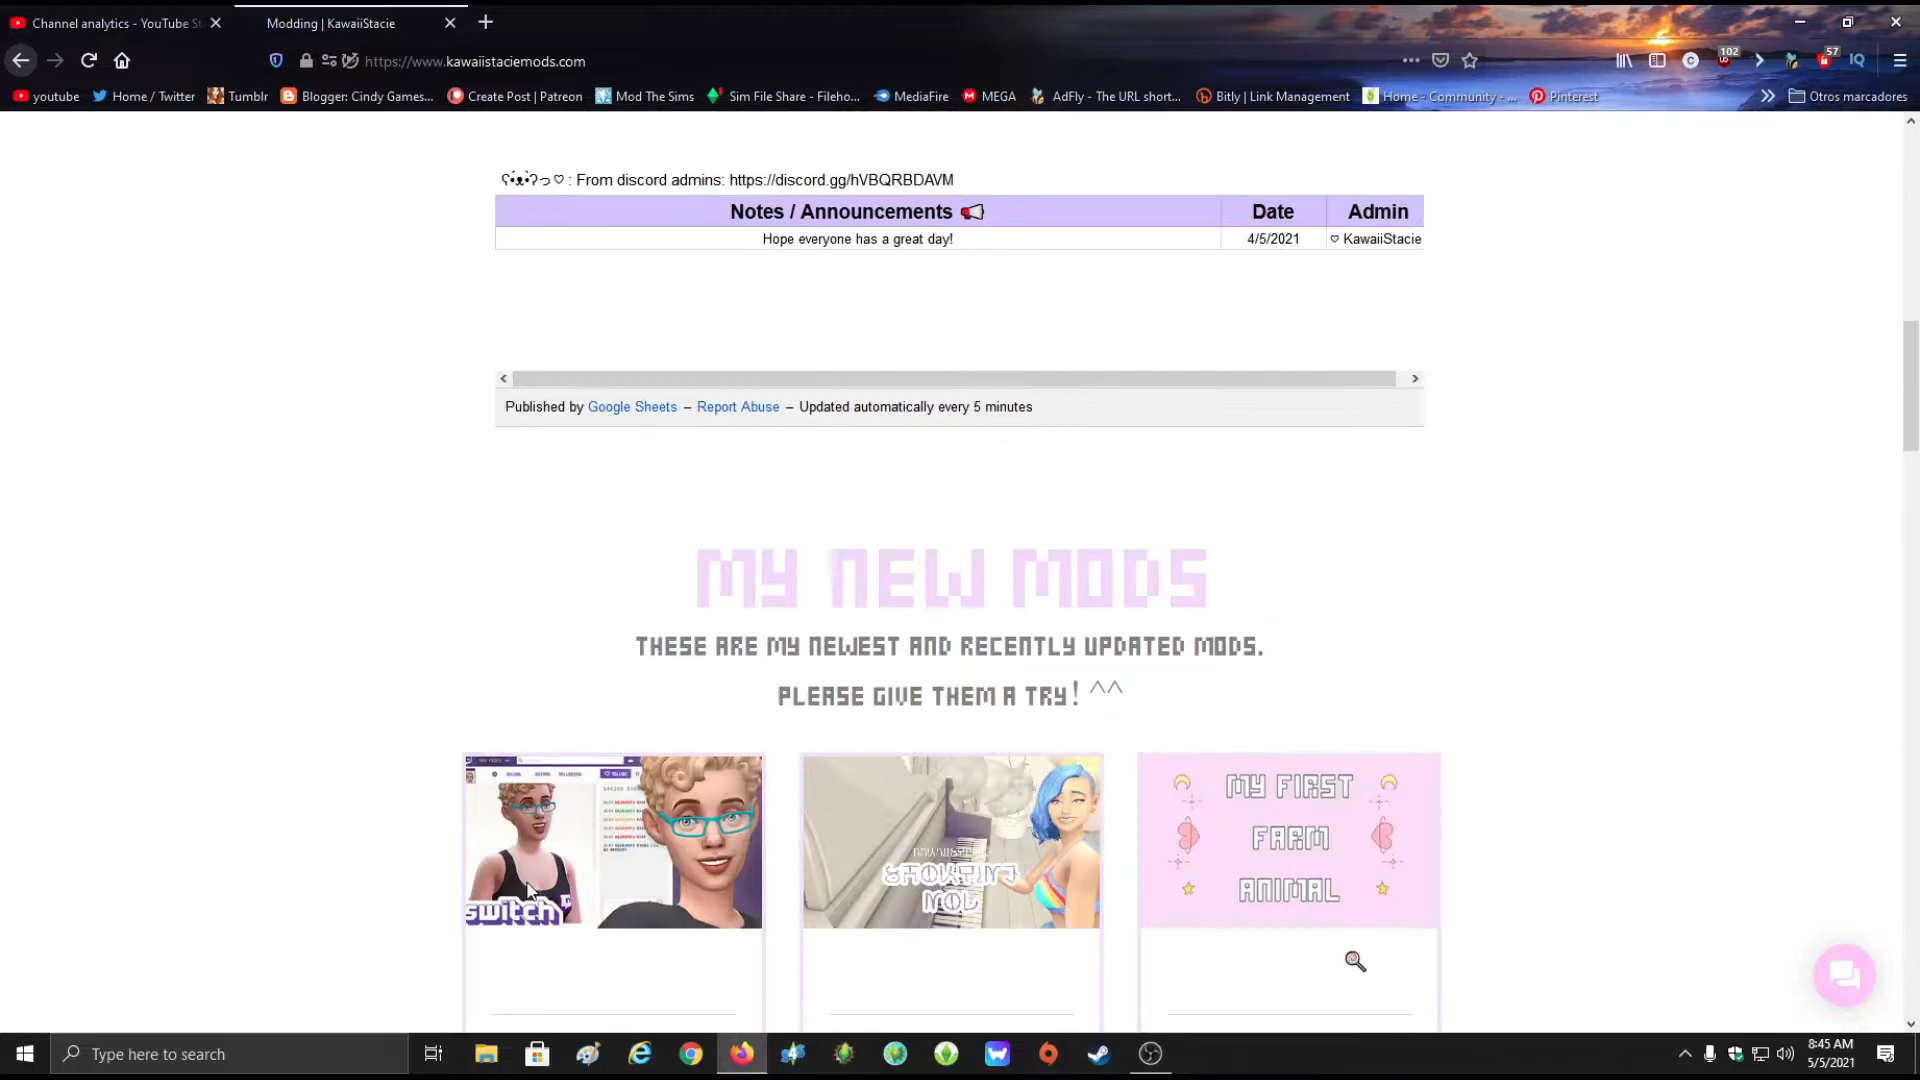 Channel analytics - YouTube S
Modding | KawaiiStacie
https://www.kawaiistaciemods.com
102
57
youtube
Home / Twitter
Tumblr
Blogger: Cindy Games...
Create Post | Patreon
Mod The Sims
Sim File Share - Fileho...
MediaFire
MEGA
AdFly - The URL short...
Bitly | Link Management
Home - Community - ...
Pinterest
Otros marcadores
ʕ•́ᴥ•̀ʔっ♡ : From discord admins: https://discord.gg/hVBQRBDAVM
Notes / Announcements 📢 Date Admin
Hope everyone has a great day! 4/5/2021 ♡ KawaiiStacie
Published by Google Sheets – Report Abuse – Updated automatically every 5 minutes
MY NEW MODS
THESE ARE MY NEWEST AND RECENTLY UPDATED MODS.
PLEASE GIVE THEM A TRY! ^^
switch
MY FIRST
FARM
ANIMAL
Type here to search
8:45 AM
5/5/2021